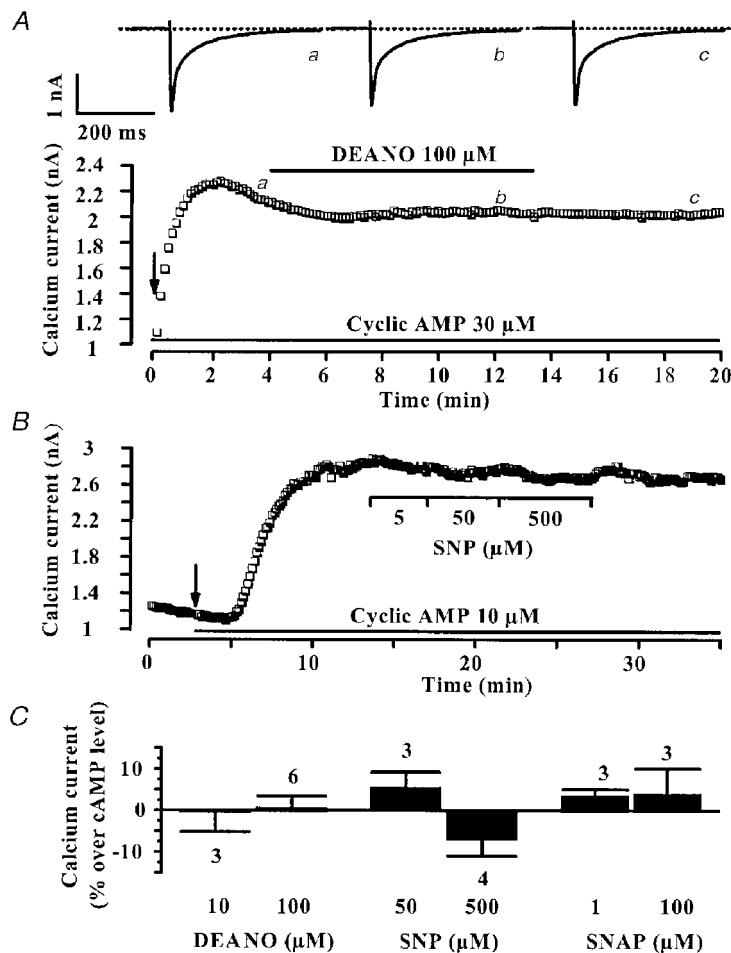 A
a b c
1 nA
200 ms
DEANO 100 µM
Calcium current (nA)
2.4
2.2
2
1.8
1.6
1.4
1.2
1
a b c
Cyclic AMP 30 µM
0 2 4 6 8 10 12 14 16 18 20
Time (min)
B
Calcium current (nA)
3
2.6
2.2
1.8
1.4
1
5 50 500
SNP (µM)
Cyclic AMP 10 µM
0 10 20 30
Time (min)
C
Calcium current
(% over cAMP level)
10
0
-10
3 6 3 4 3 3
10 100 50 500 1 100
DEANO (µM) SNP (µM) SNAP (µM)